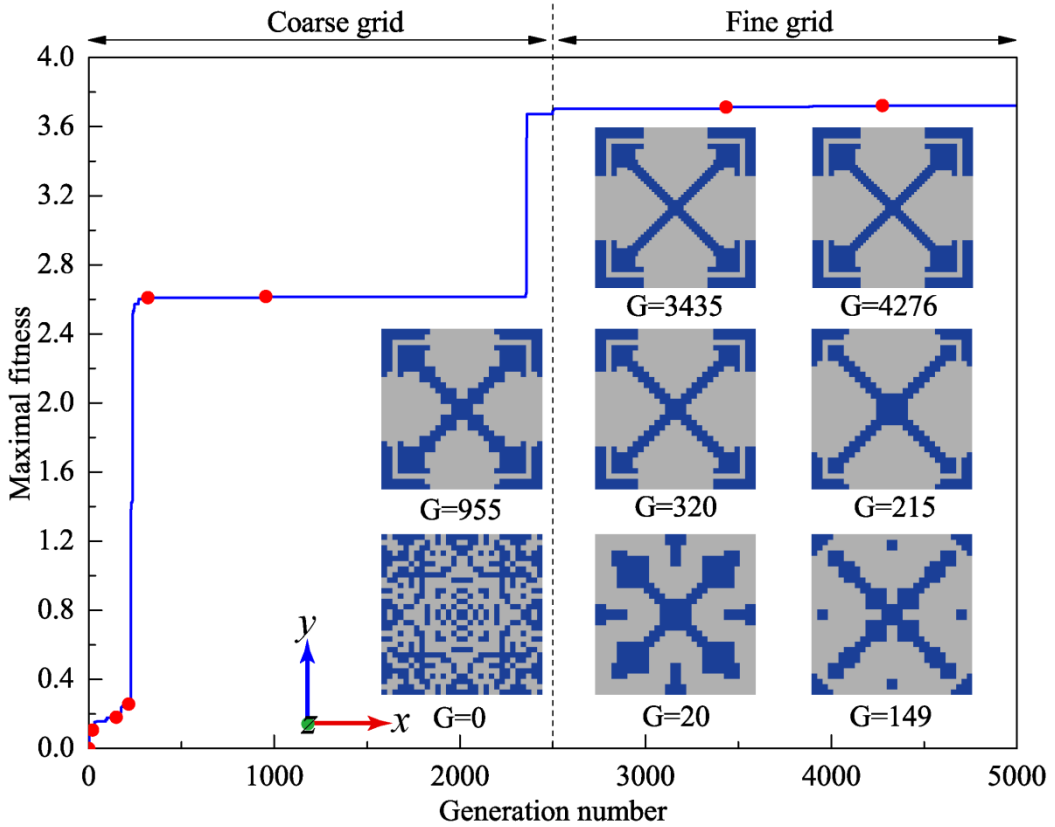 Coarse grid
Fine grid
4.0
3.6
3.2
2.8
2.4
2.0
1.6
1.2
0.8
0.4
0.0
Maximal fitness
G=3435
G=4276
G=955
G=320
G=215
G=0
G=20
G=149
y
z
x
0
1000
2000
3000
4000
5000
Generation number